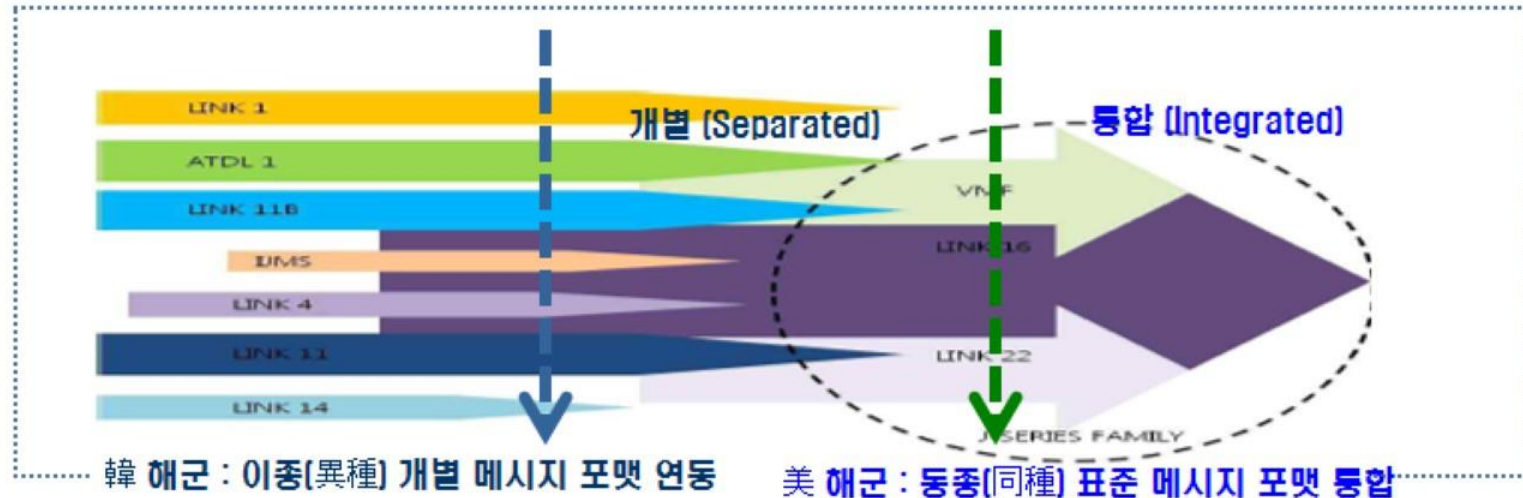 LINK 1
개별 (Separated)
통합 (Integrated)
ATDL 1
VMF
LINK 11B
LINK 16
IJMS
LINK 4
LINK 11
LINK 22
LINK 14
J SERIES FAMILY
韓 해군 : 이종(異種) 개별 메시지 포맷 연동
美 해군 : 동종(同種) 표준 메시지 포맷 통합